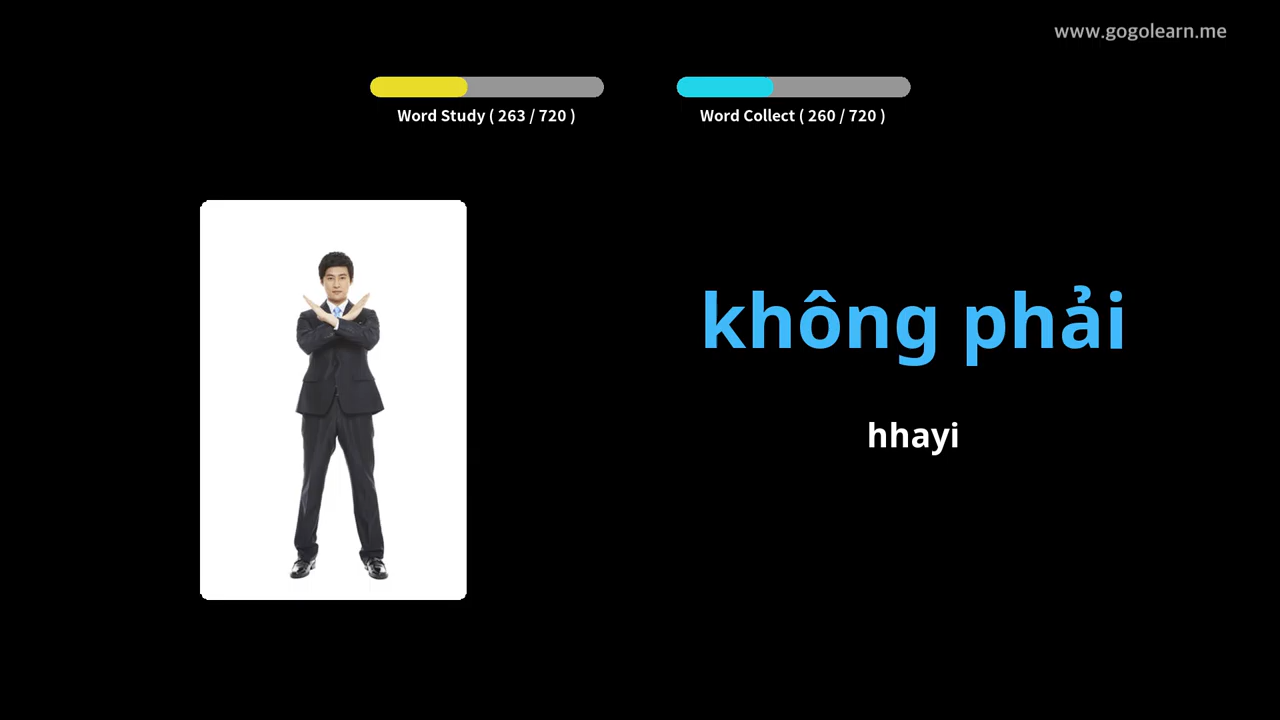 www.gogolearn.me
Word Study ( 263 / 720 )
Word Collect ( 260 / 720 )
không phải
hhayi